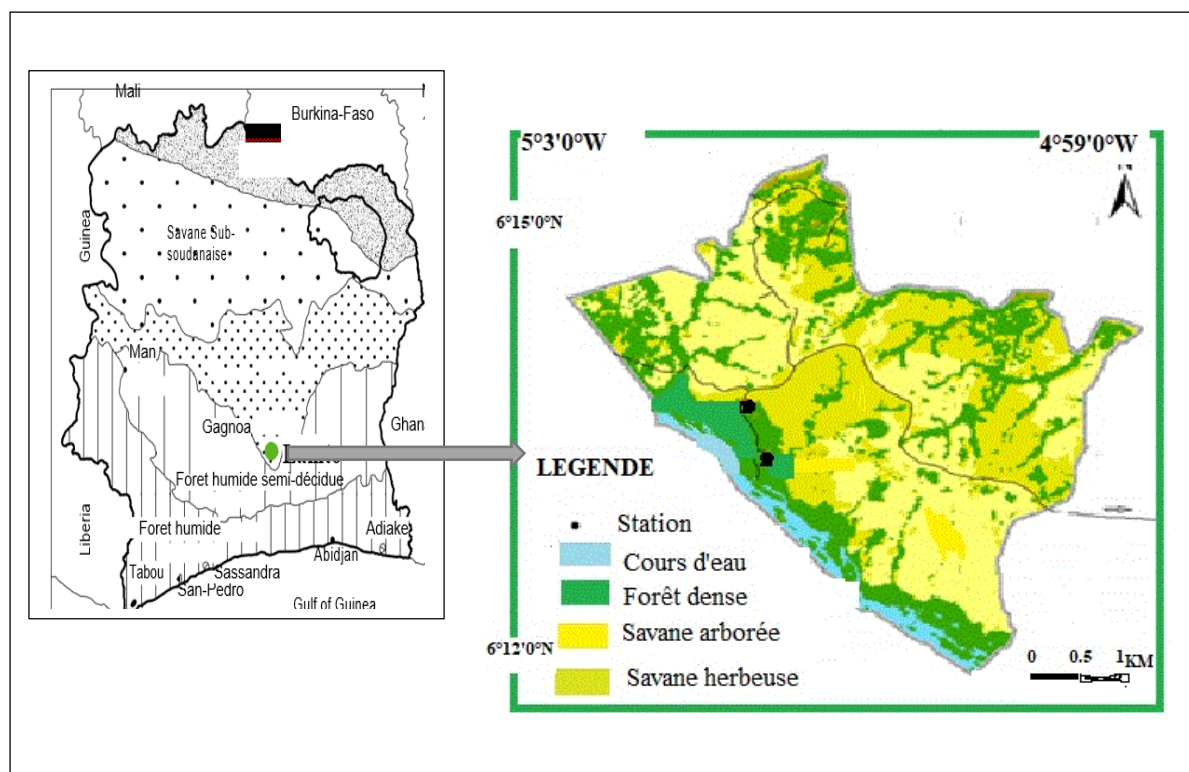 Mali
Burkina-Faso
Guinea
Savane Sub-
soudanaise
Man
Gagnoa
Ghan
Foret humide semi-décidue
Liberia
Foret humide
Adiake
Abidjan
Tabou
Sassandra
San-Pedro
Gulf of Guinea
5°3'0"W
4°59'0"W
6°15'0"N
LEGENDE
Station
Cours d'eau
Forêt dense
Savane arborée
6°12'0"N
Savane herbeuse
0 0.5 1KM